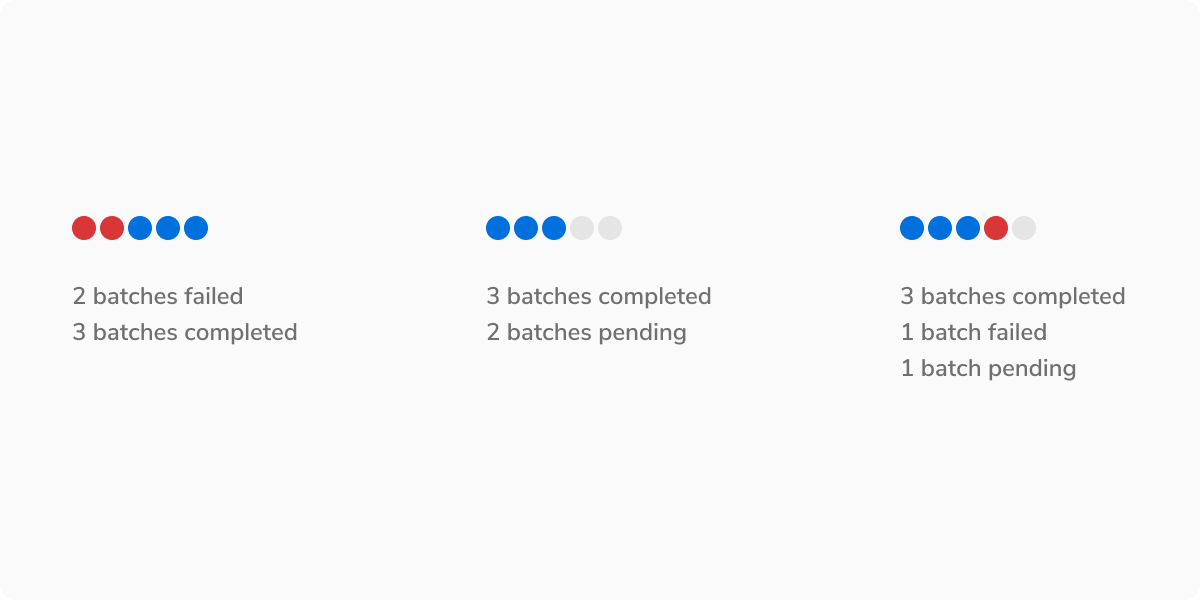 2 batches failed
3 batches completed
3 batches completed
2 batches pending
3 batches completed
1 batch failed
1 batch pending